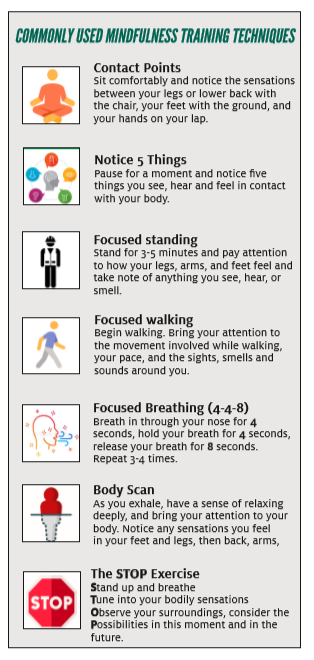 COMMONLY USED MINDFULNESS TRAINING TECHNIQUES
Contact Points
Sit comfortably and notice the sensations
between your legs or lower back with
the chair, your feet with the ground, and
your hands on your lap.
Notice 5 Things
Pause for a moment and notice five
things you see, hear and feel in contact
with your body.
Focused standing
Stand for 3-5 minutes and pay attention
to how your legs, arms, and feet feel and
take note of anything you see, hear, or
smell.
Focused walking
Begin walking. Bring your attention to
the movement involved while walking,
your pace, and the sights, smells and
sounds around you.
Focused Breathing (4-4-8)
Breath in through your nose for 4
seconds, hold your breath for 4 seconds,
release your breath for 8 seconds.
Repeat 3-4 times.
Body Scan
As you exhale, have a sense of relaxing
deeply, and bring your attention to your
body. Notice any sensations you feel
in your feet and legs, then back, arms,
STOP
The STOP Exercise
Stand up and breathe
Tune into your bodily sensations
Observe your surroundings, consider the
Possibilities in this moment and in the
future.